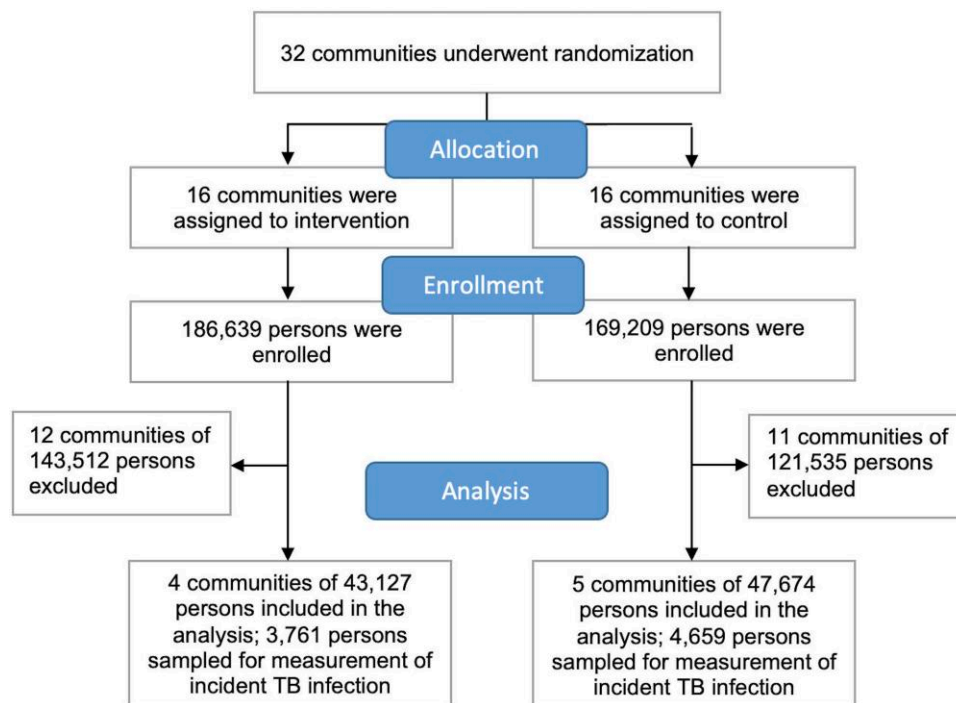 32 communities underwent randomization
Allocation
16 communities were
assigned to intervention
16 communities were
assigned to control
Enrollment
186,639 persons were
enrolled
169,209 persons were
enrolled
12 communities of
143,512 persons
excluded
11 communities of
121,535 persons
excluded
Analysis
4 communities of 43,127
persons included in the
analysis; 3,761 persons
sampled for measurement of
incident TB infection
5 communities of 47,674
persons included in the
analysis; 4,659 persons
sampled for measurement of
incident TB infection